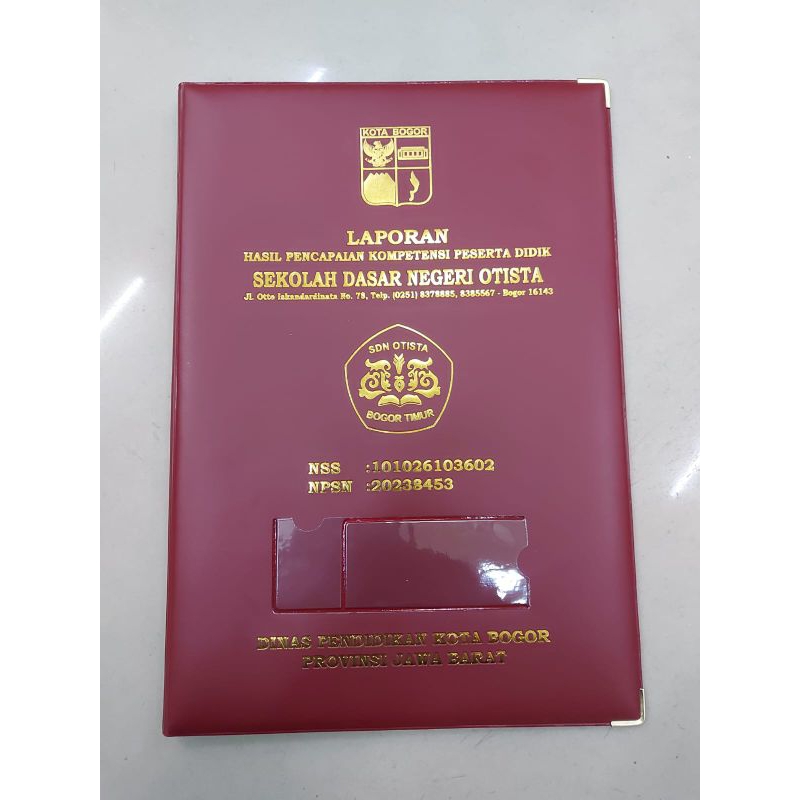 KOTA BOGOR
LAPORAN
HASIL PENCAPAIAN KOMPETENSI PESERTA DIDIK
SEKOLAH DASAR NEGERI OTISTA
Jl. Otto Iskandardinata No. 78, Telp. (0251) 8378885, 8385567 - Bogor 16143
SDN OTISTA
BOGOR TIMUR
NSS :101026103602
NPSN :20238453
DINAS PENDIDIKAN KOTA BOGOR
PROVINSI JAWA BARAT